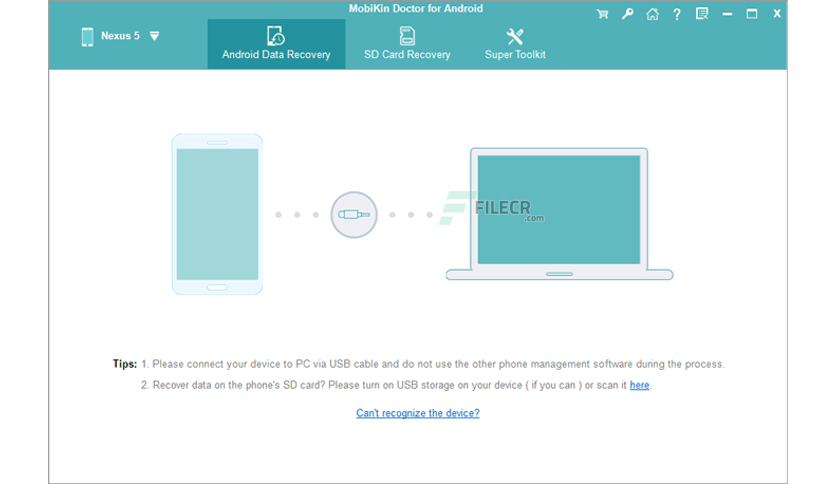 MobiKin Doctor for Android
Nexus 5
?
X
Android Data Recovery
SD Card Recovery
Super Toolkit
FILECR
.com
Tips: 1. Please connect your device to PC via USB cable and do not use the other phone management software during the process.
2. Recover data on the phone's SD card? Please turn on USB storage on your device ( if you can ) or scan it here.
Can't recognize the device?